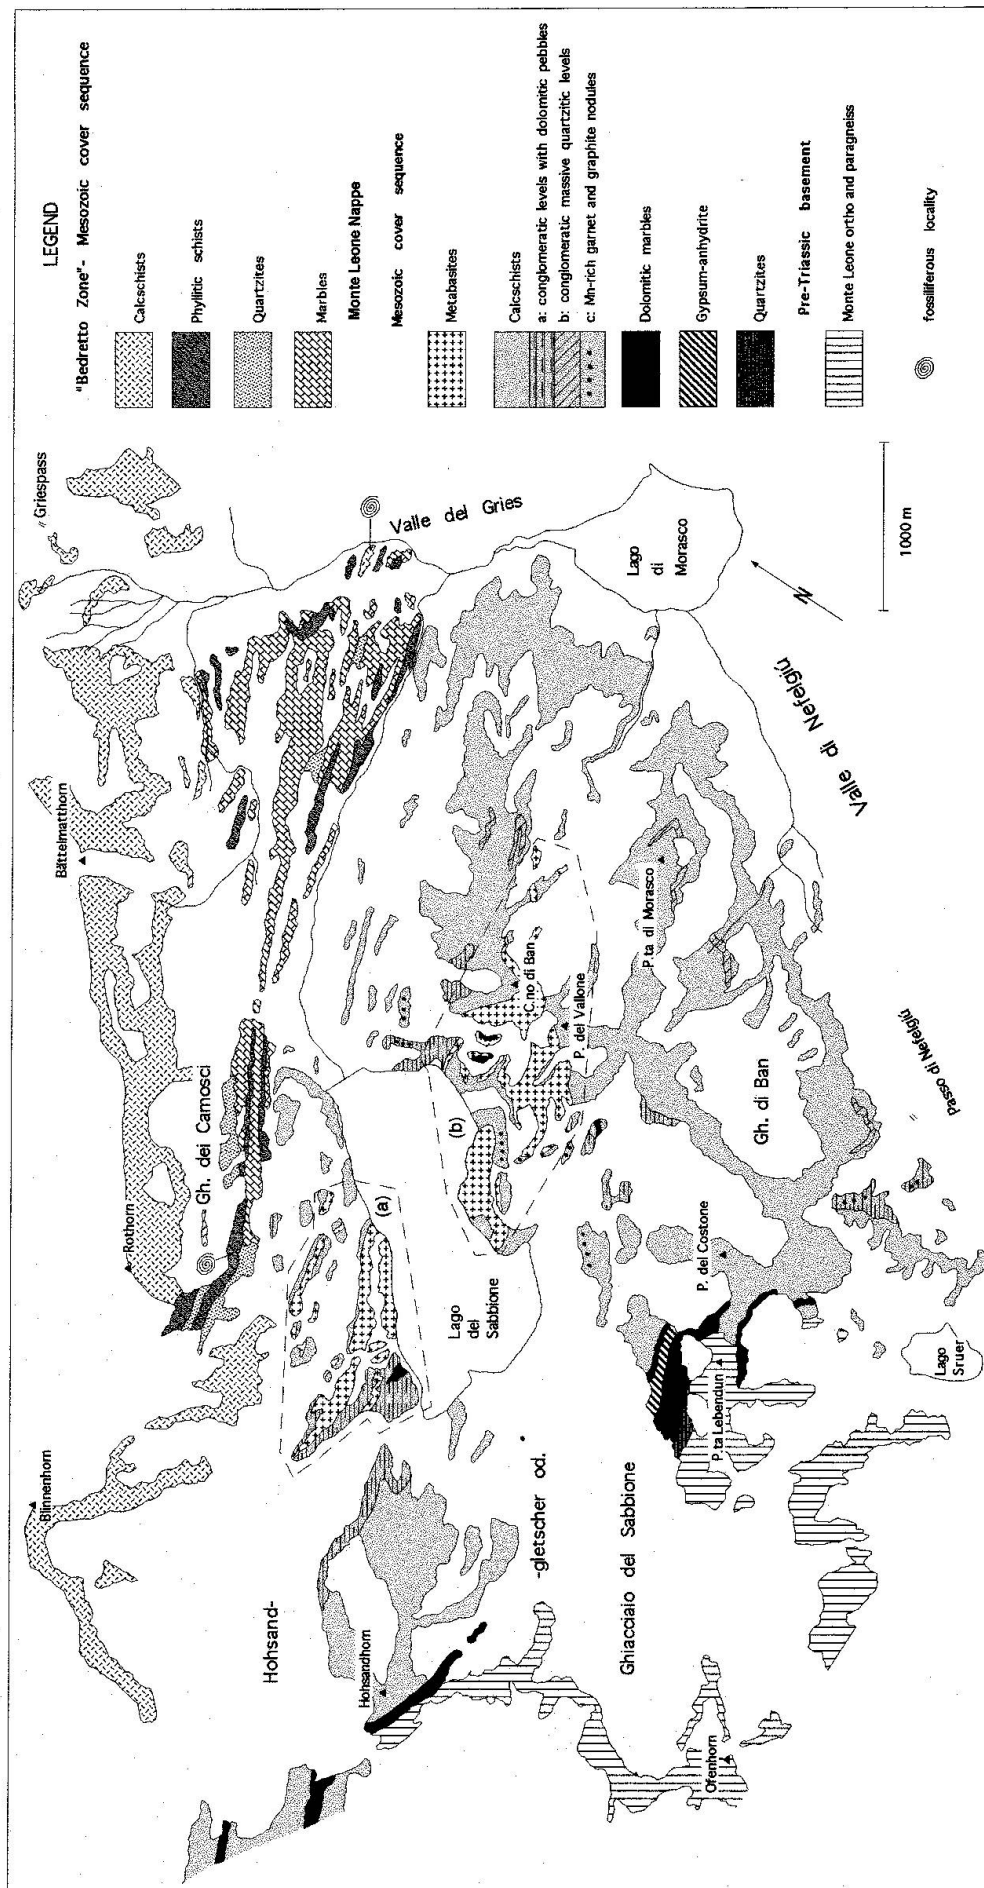 LEGEND
"Bedretto Zone"- Mesozoic cover sequence
Calcschists
Phyllitic schists
Quartzites
Marbles
Monte Leone Nappe
Mesozoic cover sequence
Metabasites
Calcschists
a: conglomeratic levels with dolomitic pebbles
b: conglomeratic massive quartzitic levels
c: Mn-rich garnet and graphite nodules
Dolomitic marbles
Gypsum-anhydrite
Quartzites
Pre-Triassic basement
Monte Leone ortho and paragneiss
fossiliferous locality
Blinnenhorn
Rothorn
Bättelmatthorn
Griespass
Gh. dei Camosci
Valle del Gries
Hohsand-
(a)
Hohsandhorn
Lago
del
Sabbione
(b)
C.no di Ban
P. del Vallone
Lago
di
Morasco
-gletscher od.
Ghiacciaio del Sabbione
P. del Costone
P.ta di Morasco
Ofenhorn
P.ta Lebendun
Gh. di Ban
Valle di Nefelgiù
Passo di Nefelgiù
Lago
Sruer
N
1000 m